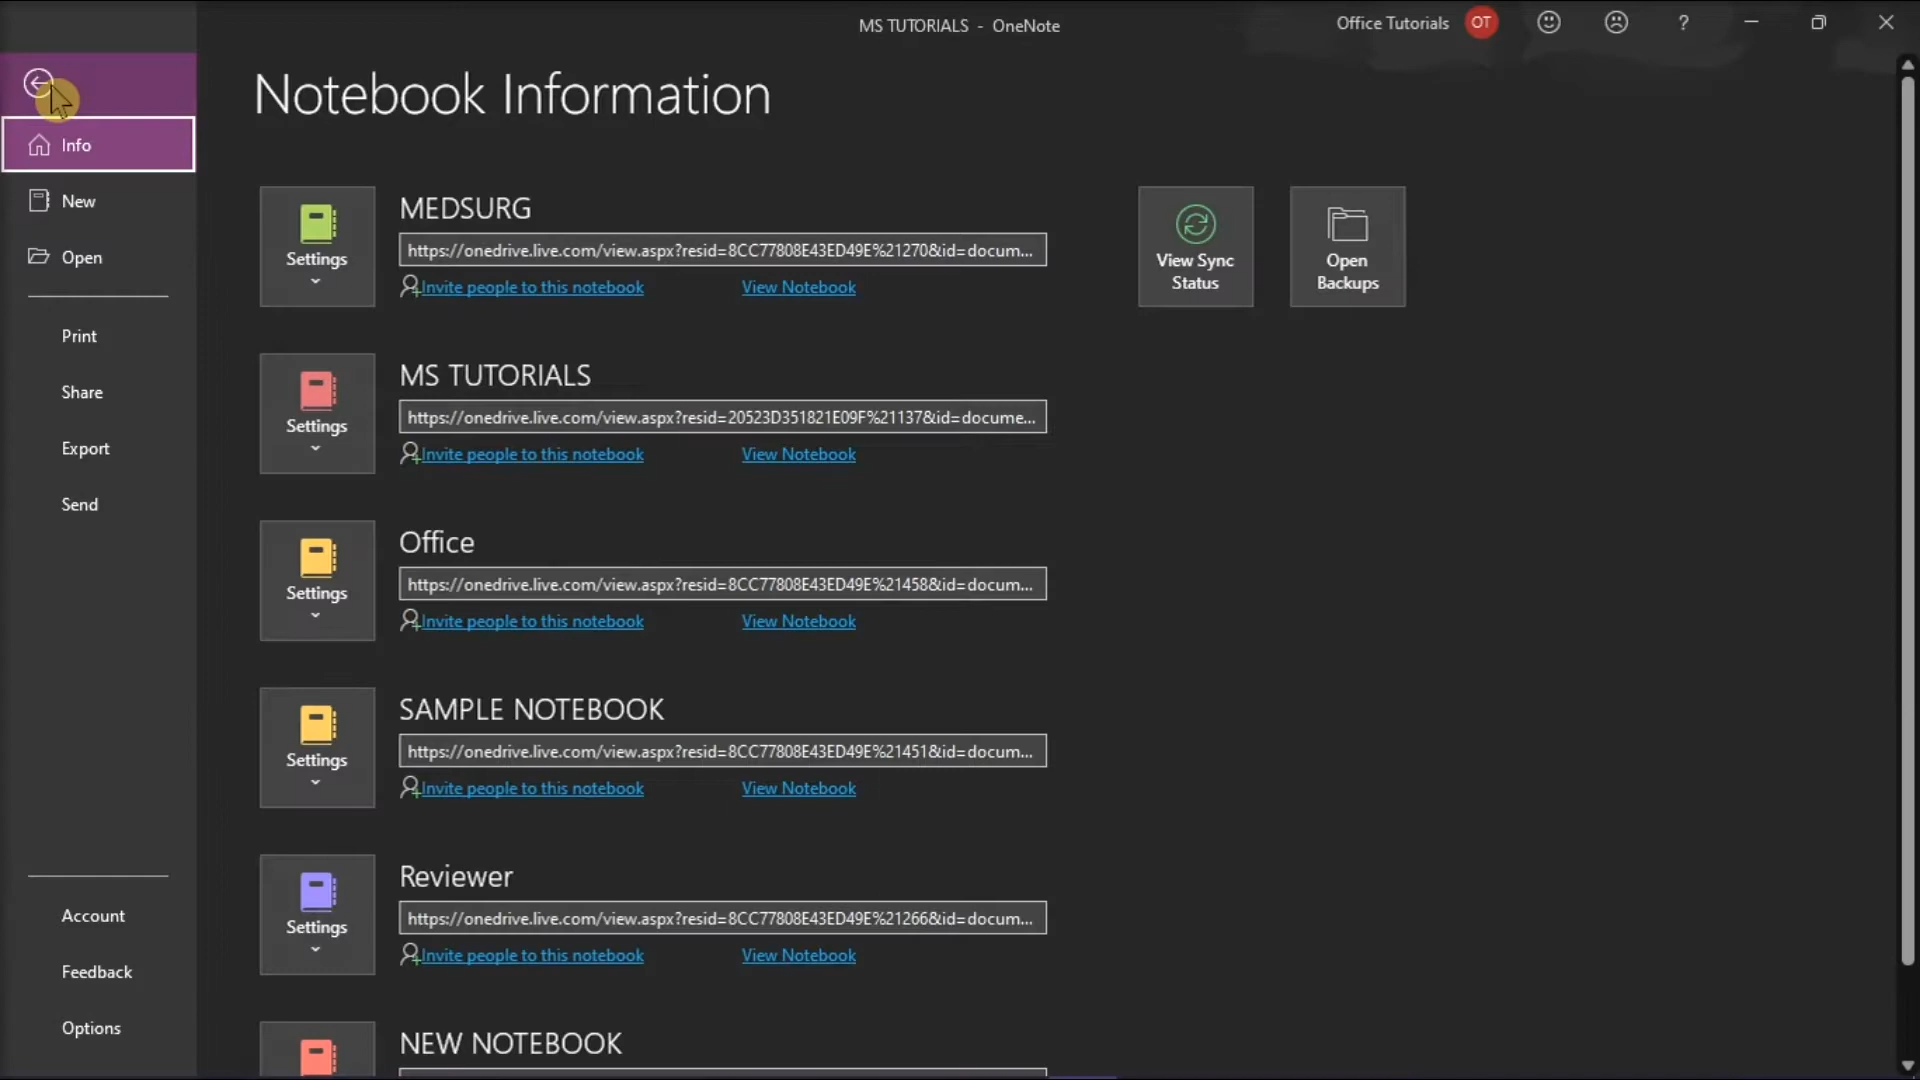 MS TUTORIALS - OneNote
Office Tutorials OT ?
Notebook Information
Info
New
Open
Print
Share
Export
Send
Account
Feedback
Options
Settings
MEDSURG
https://onedrive.live.com/view.aspx?resid=8CC77808E43ED49E%21270&id=docum...
Invite people to this notebook View Notebook
View Sync
Status
Open
Backups
Settings
MS TUTORIALS
https://onedrive.live.com/view.aspx?resid=20523D351821E09F%21137&id=docume...
Invite people to this notebook View Notebook
Settings
Office
https://onedrive.live.com/view.aspx?resid=8CC77808E43ED49E%21458&id=docum...
Invite people to this notebook View Notebook
Settings
SAMPLE NOTEBOOK
https://onedrive.live.com/view.aspx?resid=8CC77808E43ED49E%21451&id=docum...
Invite people to this notebook View Notebook
Settings
Reviewer
https://onedrive.live.com/view.aspx?resid=8CC77808E43ED49E%21266&id=docum...
Invite people to this notebook View Notebook
NEW NOTEBOOK